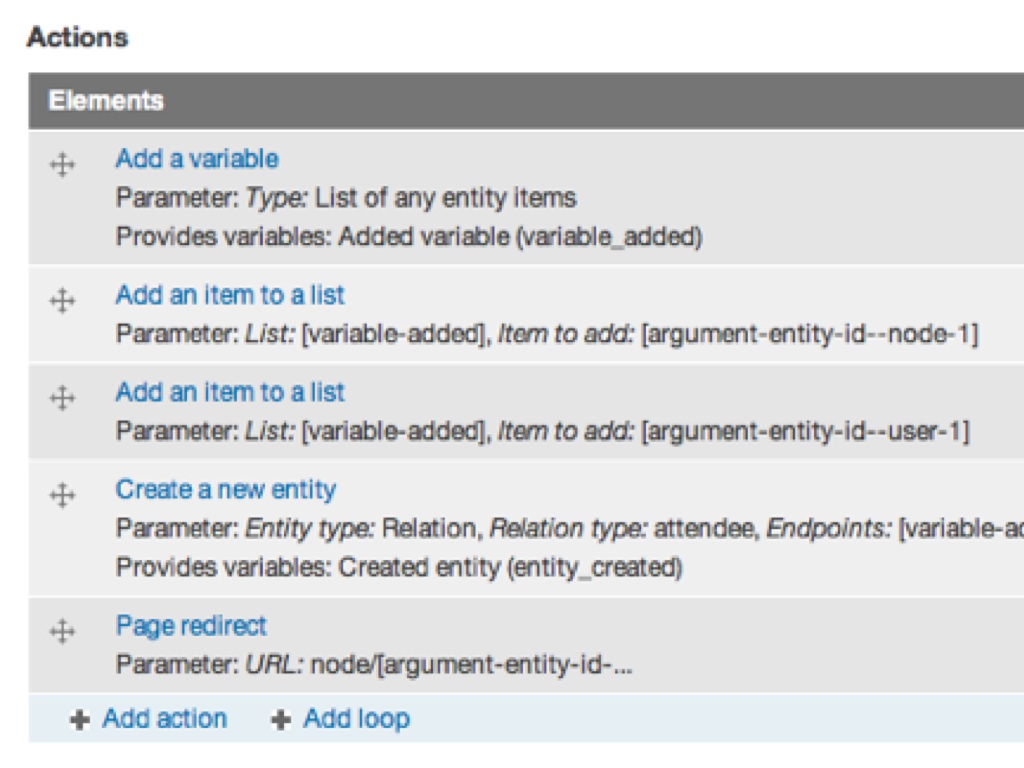 Actions
Elements
Add a variable
Parameter: Type: List of any entity items
Provides variables: Added variable (variable_added)
Add an item to a list
Parameter: List: [variable-added], Item to add: [argument-entity-id--node-1]
Add an item to a list
Parameter: List: [variable-added], Item to add: [argument-entity-id--user-1]
Create a new entity
Parameter: Entity type: Relation, Relation type: attendee, Endpoints: [variable-ad
Provides variables: Created entity (entity_created)
Page redirect
Parameter: URL: node/[argument-entity-id-...
Add action Add loop